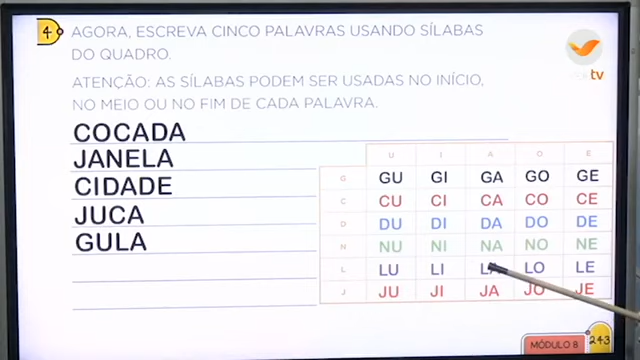 4 AGORA, ESCREVA CINCO PALAVRAS USANDO SÍLABAS
DO QUADRO.
ATENÇÃO: AS SÍLABAS PODEM SER USADAS NO INÍCIO,
NO MEIO OU NO FIM DE CADA PALAVRA.
COCADA
JANELA
CIDADE
JUCA
GULA
U I A O E
G GU GI GA GO GE
C CU CI CA CO CE
D DU DI DA DO DE
N NU NI NA NO NE
L LU LI LA LO LE
J JU JI JA JO JE
MÓDULO 8 243
tv